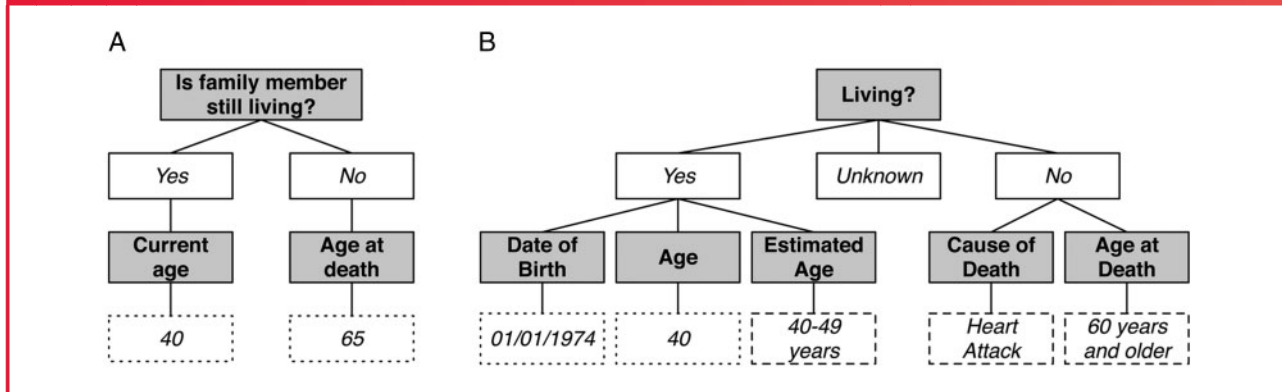 A
Is family member
still living?
Yes
No
Current
age
Age at
death
40
65
B
Living?
Yes
Unknown
No
Date of
Birth
Age
Estimated
Age
Cause of
Death
Age at
Death
01/01/1974
40
40-49
years
Heart
Attack
60 years
and older